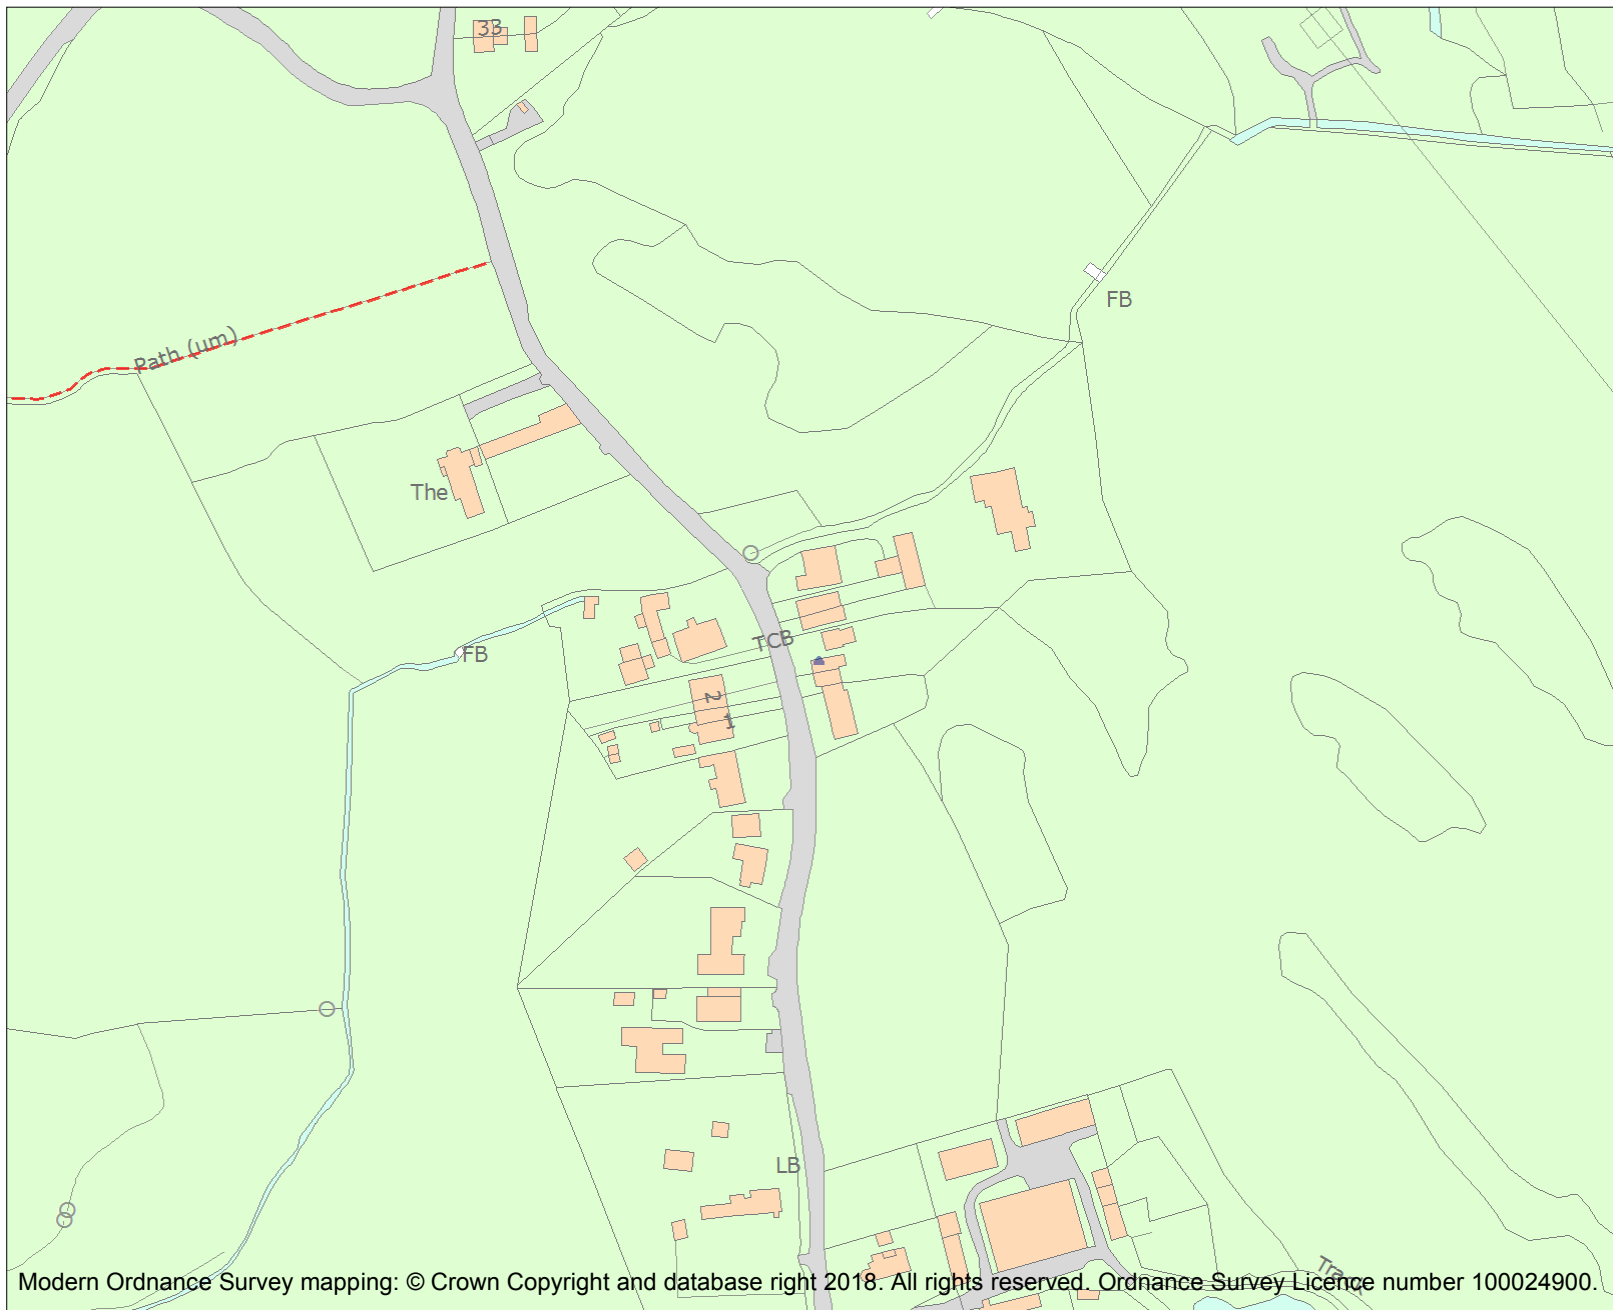 33
FB
Path (um)
The
TCB
FB
2
1
LB
Track
Modern Ordnance Survey mapping: © Crown Copyright and database right 2018. All rights reserved. Ordnance Survey Licence number 100024900.